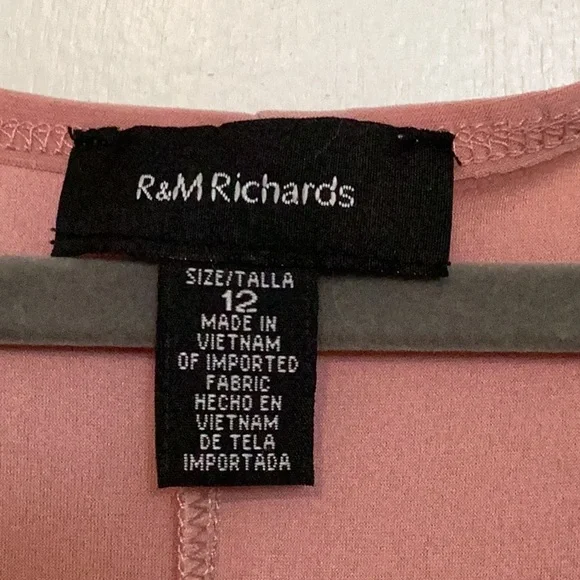 R&M Richards
SIZE/TALLA
12
MADE IN
VIETNAM
OF IMPORTED
FABRIC
HECHO EN
VIETNAM
DE TELA
IMPORTADA